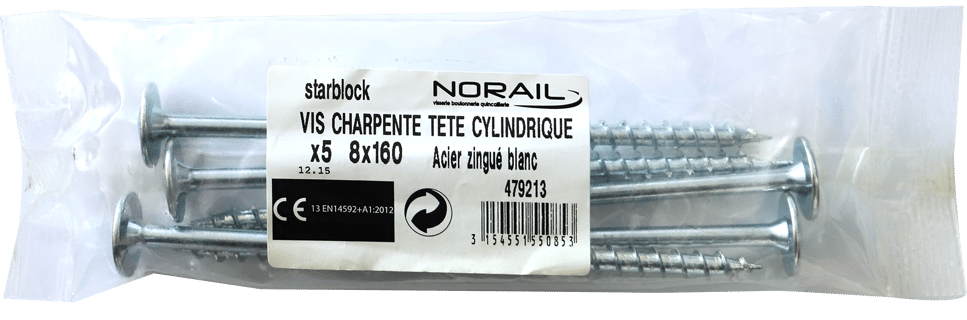 starblock
NORAIL
visserie boulonnerie quincaillerie
VIS CHARPENTE TETE CYLINDRIQUE
x5 8x160 Acier zingué blanc
12.15
479213
CE 13 EN14592+A1:2012
3 154551 550853